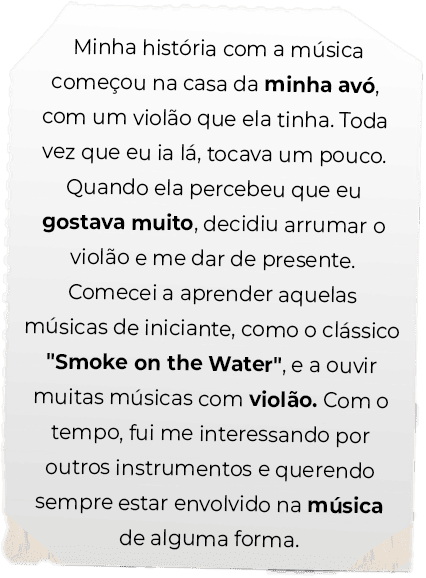 Minha história com a música
começou na casa da minha avó,
com um violão que ela tinha. Toda
vez que eu ia lá, tocava um pouco.
Quando ela percebeu que eu
gostava muito, decidiu arrumar o
violão e me dar de presente.
Comecei a aprender aquelas
músicas de iniciante, como o clássico
"Smoke on the Water", e a ouvir
muitas músicas com violão. Com o
tempo, fui me interessando por
outros instrumentos e querendo
sempre estar envolvido na música
de alguma forma.